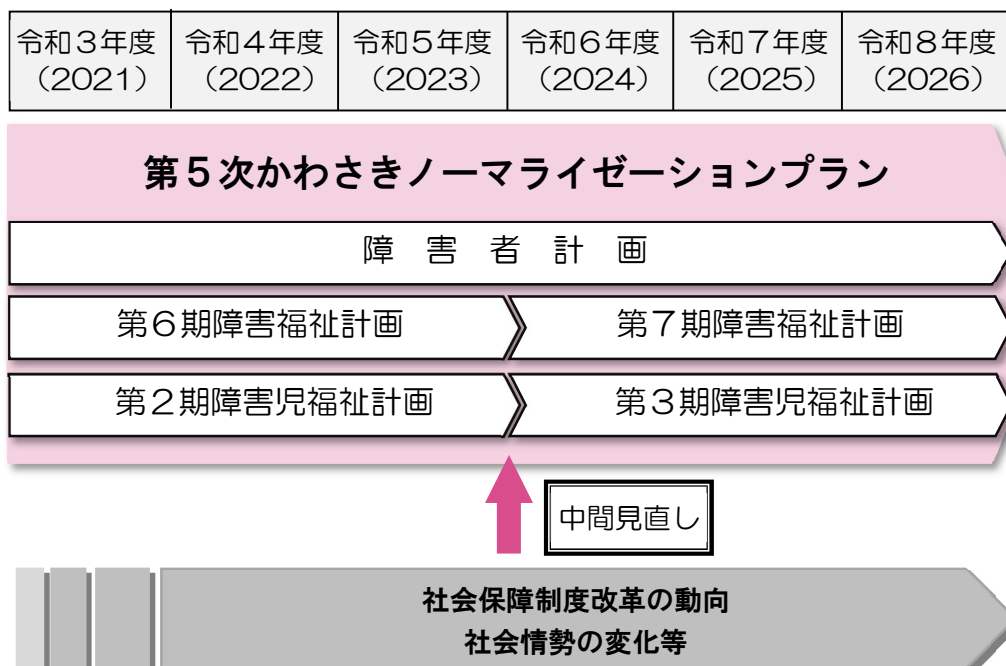 令和３年度 令和４年度 令和５年度 令和６年度 令和７年度 令和８年度
（2021） （2022） （2023） （2024） （2025） （2026）
第５次かわさきノーマライゼーションプラン
障 害 者 計 画
第６期障害福祉計画 第７期障害福祉計画
第２期障害児福祉計画 第３期障害児福祉計画
中間見直し
社会保障制度改革の動向
社会情勢の変化等